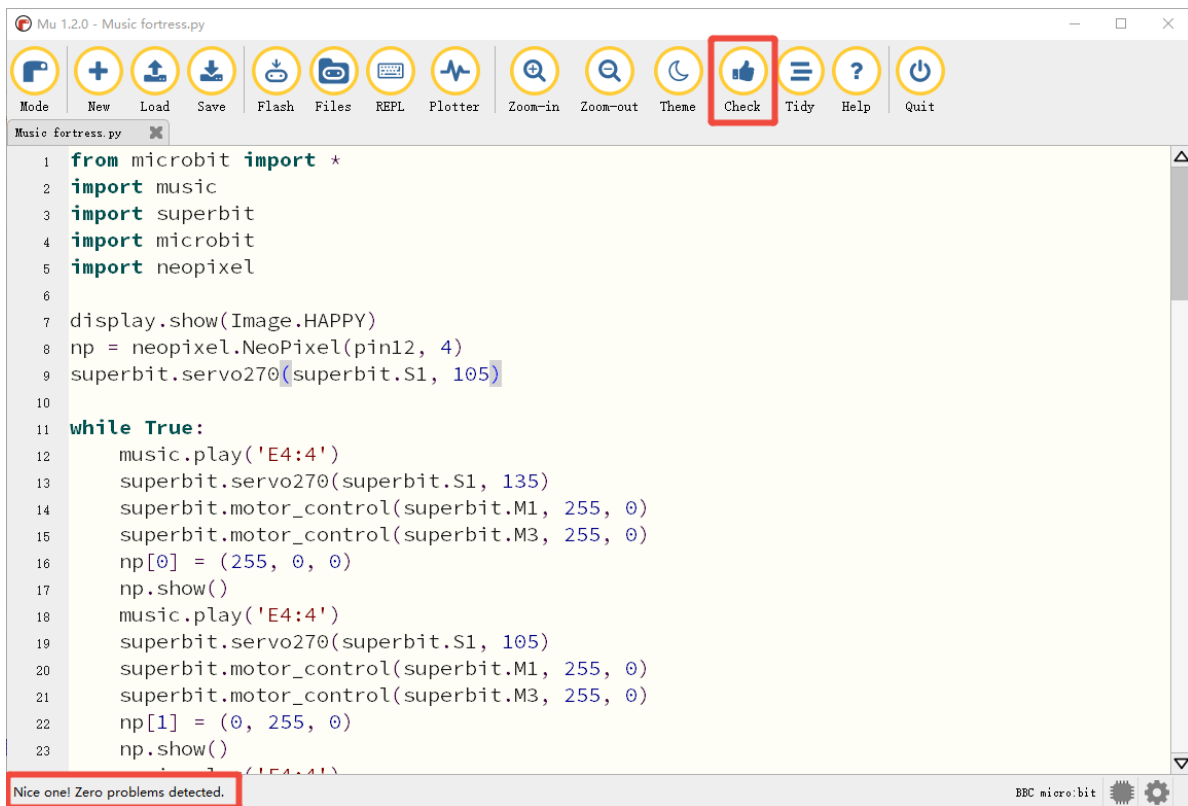 Mu 1.2.0 - Music fortress.py
Mode New Load Save Flash Files REPL Plotter Zoom-in Zoom-out Theme Check Tidy Help Quit
Music fortress.py
1 from microbit import *
2 import music
3 import superbit
4 import microbit
5 import neopixel
6
7 display.show(Image.HAPPY)
8 np = neopixel.NeoPixel(pin12, 4)
9 superbit.servo270(superbit.S1, 105)
10
11 while True:
12 music.play('E4:4')
13 superbit.servo270(superbit.S1, 135)
14 superbit.motor_control(superbit.M1, 255, 0)
15 superbit.motor_control(superbit.M3, 255, 0)
16 np[0] = (255, 0, 0)
17 np.show()
18 music.play('E4:4')
19 superbit.servo270(superbit.S1, 105)
20 superbit.motor_control(superbit.M1, 255, 0)
21 superbit.motor_control(superbit.M3, 255, 0)
22 np[1] = (0, 255, 0)
23 np.show()
Nice one! Zero problems detected.
BBC micro:bit